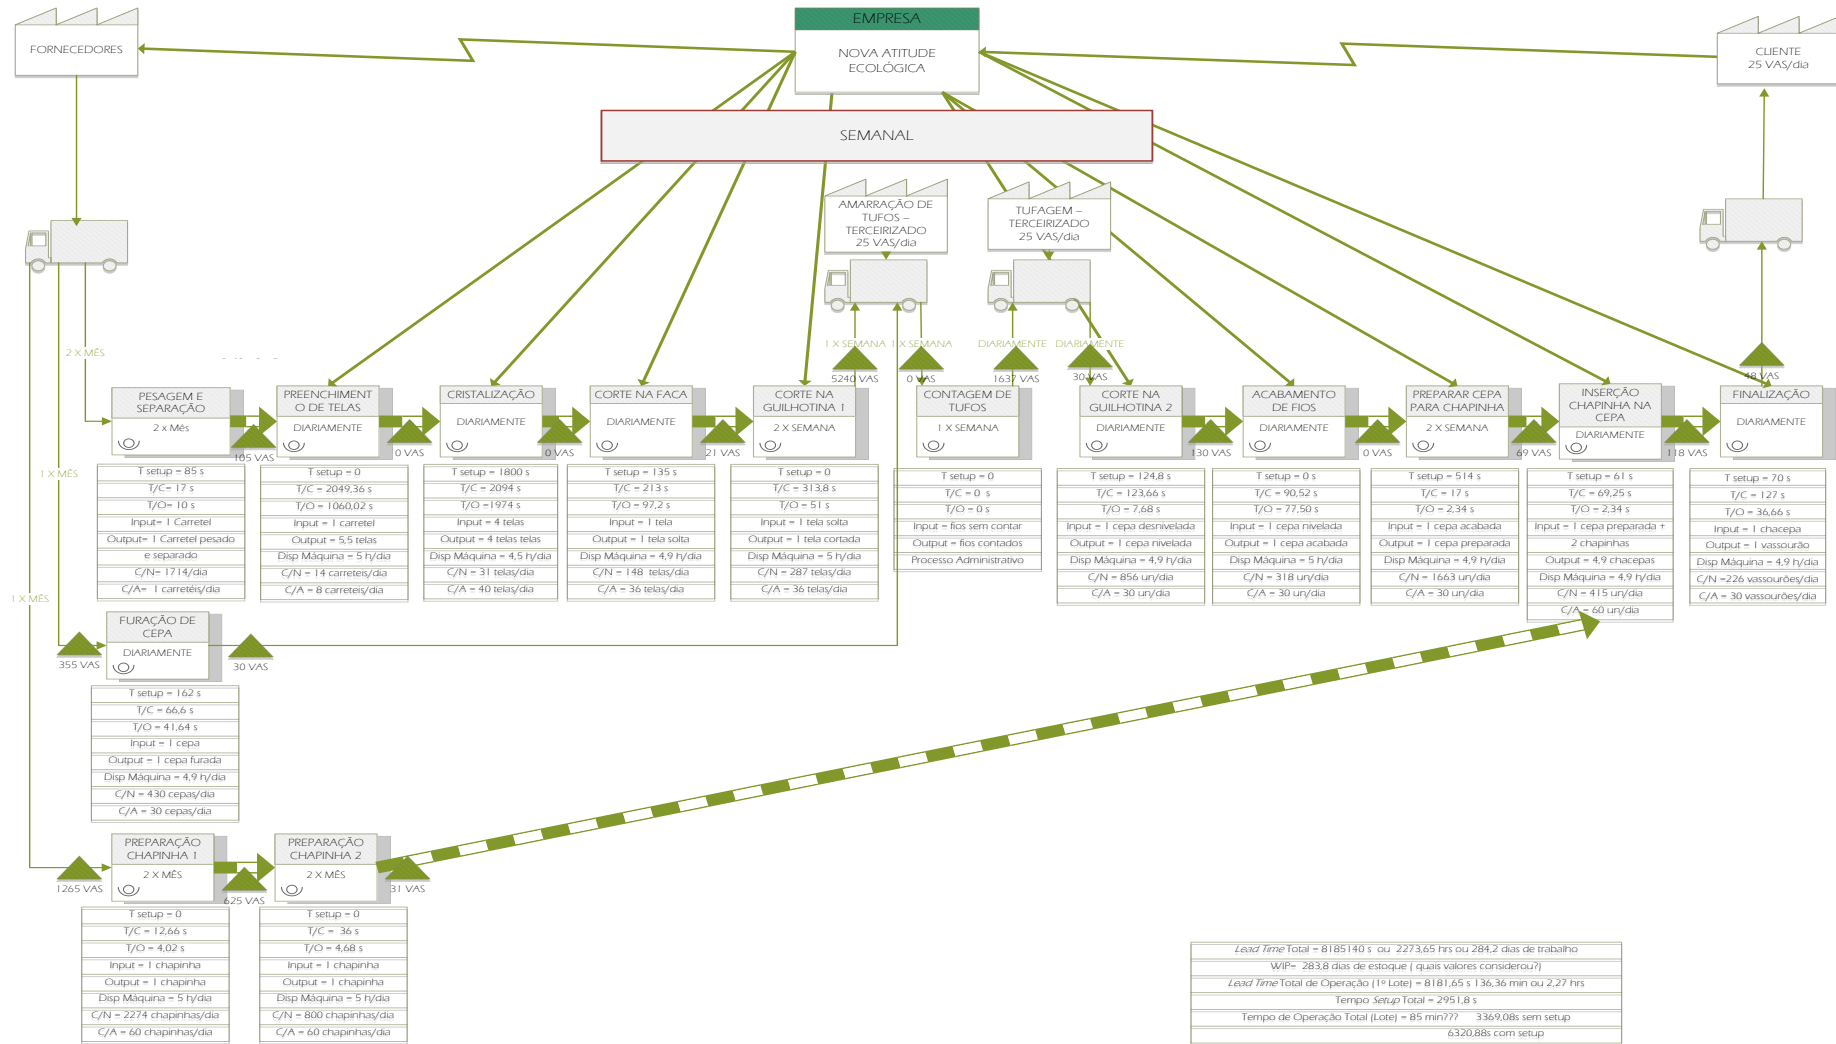 EMPRESA
NOVA ATITUDE
ECOLÓGICA
FORNECEDORES
CLIENTE
25 VAS/dia
SEMANAL
AMARRAÇÃO DE
TUFOS –
TERCEIRIZADO
25 VAS/dia
TUFAGEM –
TERCEIRIZADO
25 VAS/dia
2 X MÊS
1 X MÊS
1 X MÊS
1 X SEMANA
1 X SEMANA
DIARIAMENTE
DIARIAMENTE
5240 VAS
0 VAS
1637 VAS
30 VAS
48 VAS
PESAGEM E
SEPARAÇÃO
2 x Mês
105 VAS
PREENCHIMENT
O DE TELAS
DIARIAMENTE
0 VAS
CRISTALIZAÇÃO
DIARIAMENTE
0 VAS
CORTE NA FACA
DIARIAMENTE
21 VAS
CORTE NA
GUILHOTINA 1
2 X SEMANA
CONTAGEM DE
TUFOS
1 X SEMANA
CORTE NA
GUILHOTINA 2
DIARIAMENTE
130 VAS
ACABAMENTO
DE FIOS
DIARIAMENTE
0 VAS
PREPARAR CEPA
PARA CHAPINHA
2 X SEMANA
69 VAS
INSERÇÃO
CHAPINHA NA
CEPA
DIARIAMENTE
118 VAS
FINALIZAÇÃO
DIARIAMENTE
T setup = 85 s
T/C= 17 s
T/O= 10 s
Input= 1 Carretel
Output= 1 Carretel pesado
e separado
C/N= 1714/dia
C/A= 1 carretéis/dia
T setup = 0
T/C = 2049,36 s
T/O = 1060,02 s
Input = 1 carretel
Output = 5,5 telas
Disp Máquina = 5 h/dia
C/N = 14 carreteis/dia
C/A = 8 carreteis/dia
T setup = 1800 s
T/C = 2094 s
T/O =1974 s
Input = 4 telas
Output = 4 telas telas
Disp Máquina = 4,5 h/dia
C/N = 31 telas/dia
C/A = 40 telas/dia
T setup = 135 s
T/C = 213 s
T/O = 97,2 s
Input = 1 tela
Output = 1 tela solta
Disp Máquina = 4,9 h/dia
C/N = 148 telas/dia
C/A = 36 telas/dia
T setup = 0
T/C = 313,8 s
T/O = 51 s
Input = 1 tela solta
Output = 1 tela cortada
Disp Máquina = 5 h/dia
C/N = 287 telas/dia
C/A = 36 telas/dia
T setup = 0
T/C = 0 s
T/O = 0 s
Input = fios sem contar
Output = fios contados
Processo Administrativo
T setup = 124,8 s
T/C = 123,66 s
T/O = 7,68 s
Input = 1 cepa desnivelada
Output = 1 cepa nivelada
Disp Máquina = 4,9 h/dia
C/N = 856 un/dia
C/A = 30 un/dia
T setup = 0 s
T/C = 90,52 s
T/O = 77,50 s
Input = 1 cepa nivelada
Output = 1 cepa acabada
Disp Máquina = 5 h/dia
C/N = 318 un/dia
C/A = 30 un/dia
T setup = 514 s
T/C = 17 s
T/O = 2,34 s
Input = 1 cepa acabada
Output = 1 cepa preparada
Disp Máquina = 4,9 h/dia
C/N = 1663 un/dia
C/A = 30 un/dia
T setup = 61 s
T/C = 69,25 s
T/O = 2,34 s
Input = 1 cepa preparada +
2 chapinhas
Output = 4,9 chacepas
Disp Máquina = 4,9 h/dia
C/N = 415 un/dia
C/A = 60 un/dia
T setup = 70 s
T/C = 127 s
T/O = 36,66 s
Input = 1 chacepa
Output = 1 vassourão
Disp Máquina = 4,9 h/dia
C/N =226 vassourões/dia
C/A = 30 vassourões/dia
FURAÇÃO DE
CEPA
DIARIAMENTE
355 VAS
30 VAS
T setup = 162 s
T/C = 66,6 s
T/O = 41,64 s
Input = 1 cepa
Output = 1 cepa furada
Disp Máquina = 4,9 h/dia
C/N = 430 cepas/dia
C/A = 30 cepas/dia
PREPARAÇÃO
CHAPINHA 1
2 X MÊS
1265 VAS
625 VAS
PREPARAÇÃO
CHAPINHA 2
2 X MÊS
31 VAS
T setup = 0
T/C = 12,66 s
T/O = 4,02 s
Input = 1 chapinha
Output = 1 chapinha
Disp Máquina = 5 h/dia
C/N = 2274 chapinhas/dia
C/A = 60 chapinhas/dia
T setup = 0
T/C = 36 s
T/O = 4,68 s
Input = 1 chapinha
Output = 1 chapinha
Disp Máquina = 5 h/dia
C/N = 800 chapinhas/dia
C/A = 60 chapinhas/dia
Lead Time Total = 8185140 s ou 2273,65 hrs ou 284,2 dias de trabalho
WIP= 283,8 dias de estoque ( quais valores considerou?)
Lead Time Total de Operação (1º Lote) = 8181,65 s 136,36 min ou 2,27 hrs
Tempo Setup Total = 2951,8 s
Tempo de Operação Total (Lote) = 85 min??? 3369,08s sem setup
6320,88s com setup